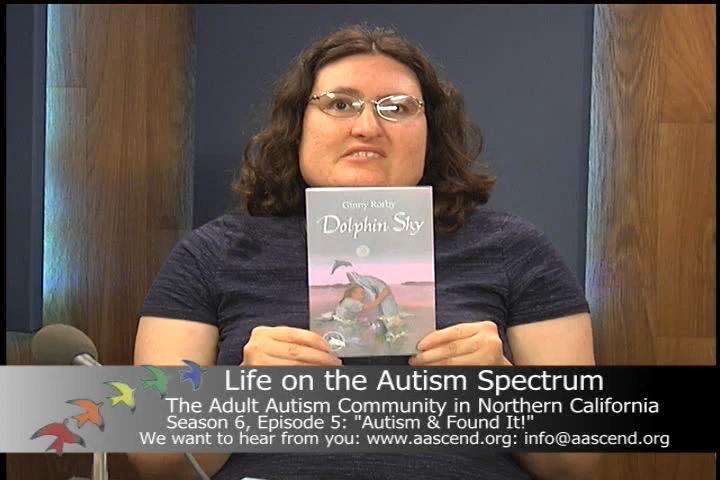 Ginny Rorby
Dolphin Sky
Life on the Autism Spectrum
The Adult Autism Community in Northern California
Season 6, Episode 5: "Autism & Found It!"
We want to hear from you: www.aascend.org: info@aascend.org